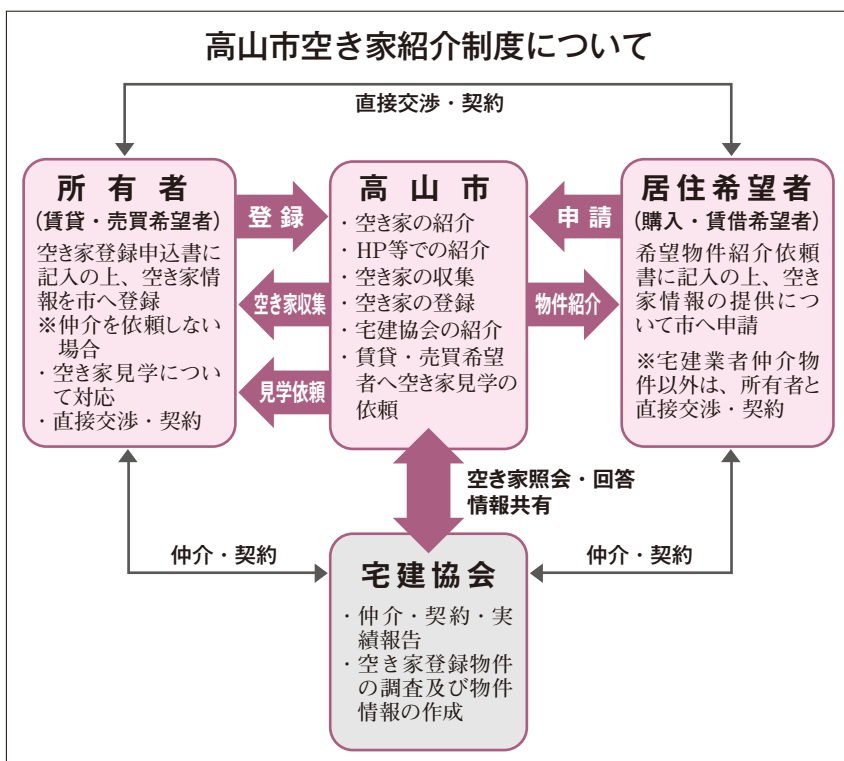 高山市空き家紹介制度について
直接交渉・契約
所有者
(賃貸・売買希望者)
空き家登録申込書に
記入の上、空き家情
報を市へ登録
※仲介を依頼しない
場合
・空き家見学につい
て対応
・直接交渉・契約
登録
空き家収集
見学依頼
高山市
・空き家の紹介
・HP等での紹介
・空き家の収集
・空き家の登録
・宅建協会の紹介
・賃貸・売買希望
者へ空き家見学の
依頼
申請
物件紹介
居住希望者
(購入・賃借希望者)
希望物件紹介依頼
書に記入の上、空き
家情報の提供につ
いて市へ申請
※宅建業者仲介物
件以外は、所有者と
直接交渉・契約
空き家照会・回答
情報共有
仲介・契約
仲介・契約
宅建協会
・仲介・契約・実
績報告
・空き家登録物件
の調査及び物件
情報の作成